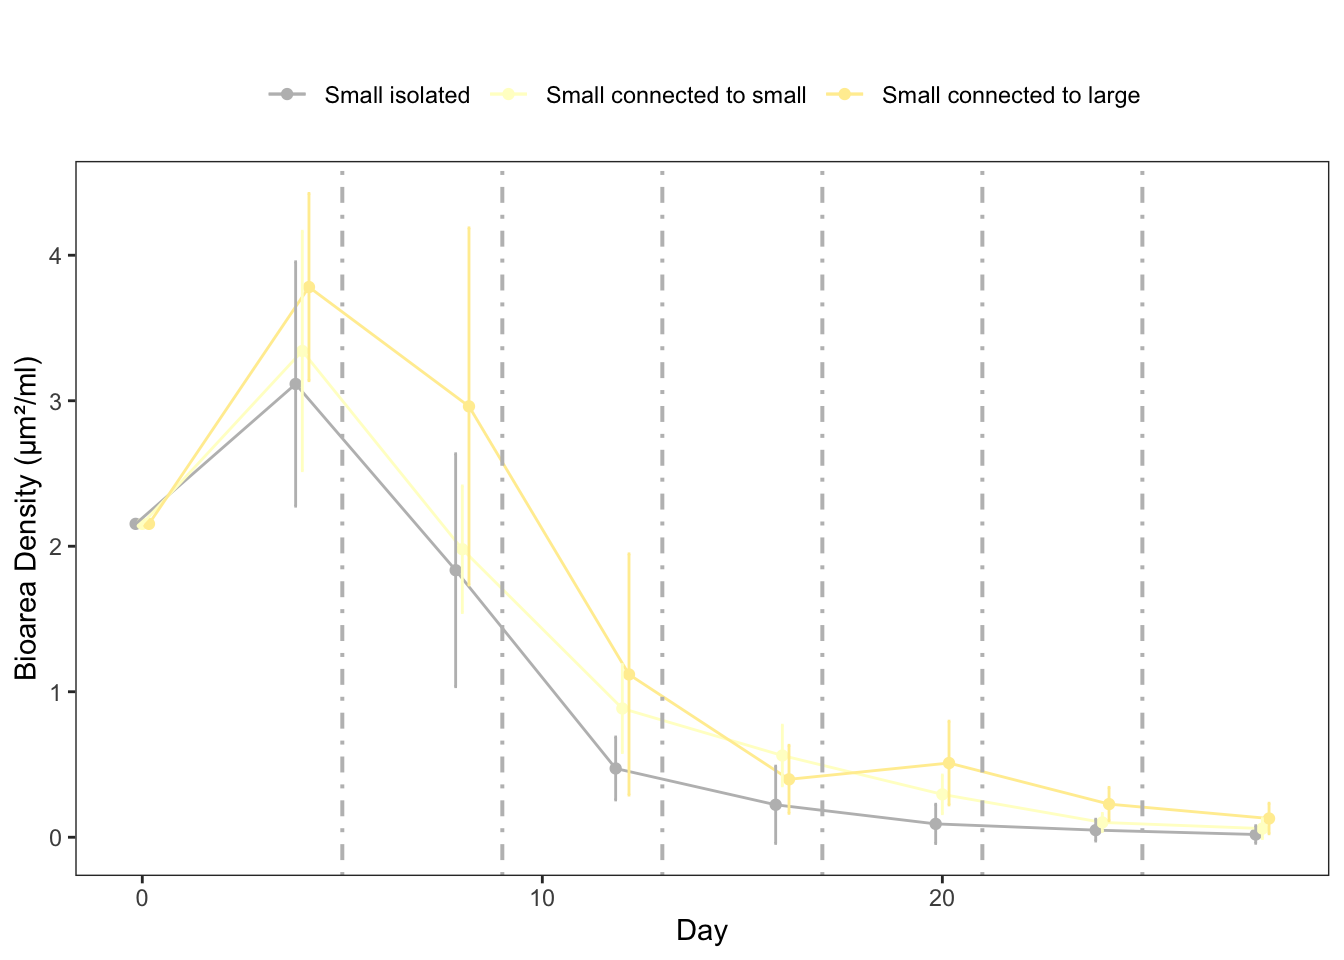 Small isolated Small connected to small Small connected to large
Bioarea Density (µm²/ml)
4
3
2
1
0
0 10 20
Day